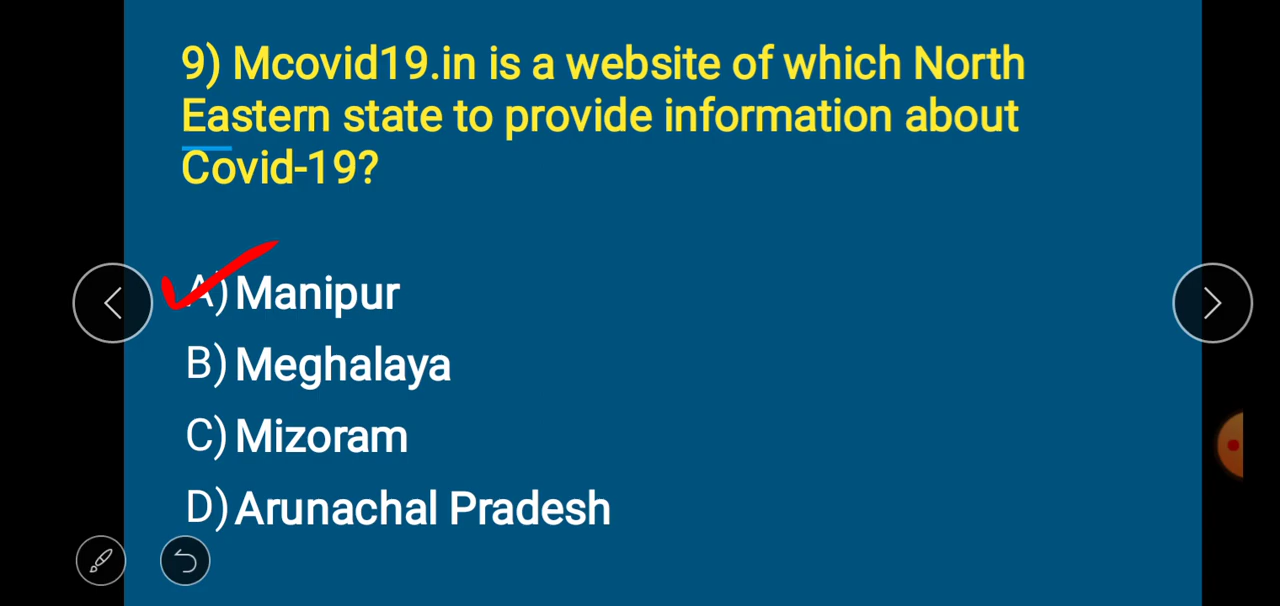 9) Mcovid19.in is a website of which North
Eastern state to provide information about
Covid-19?
A) Manipur
B) Meghalaya
C) Mizoram
D) Arunachal Pradesh